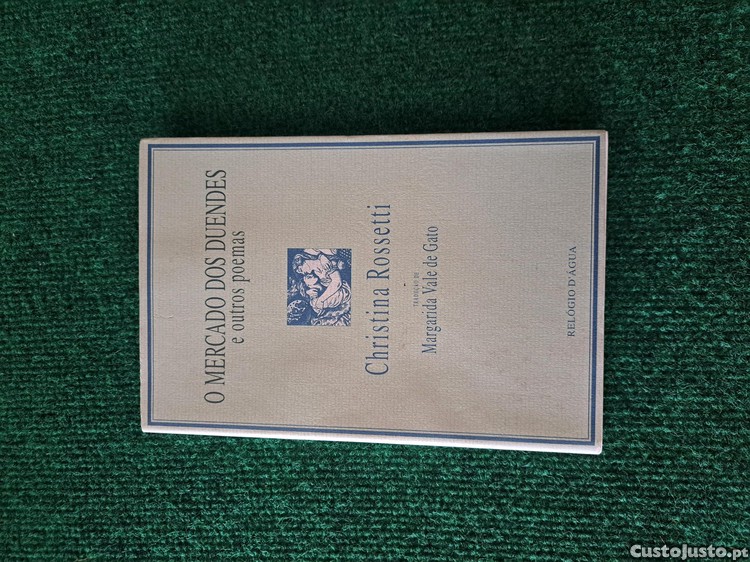 O MERCADO DOS DUENDES
e outros poemas
Christina Rossetti
TRADUÇÃO DE
Margarida Vale de Gato
RELÓGIO D'ÁGUA
CustoJusto.pt